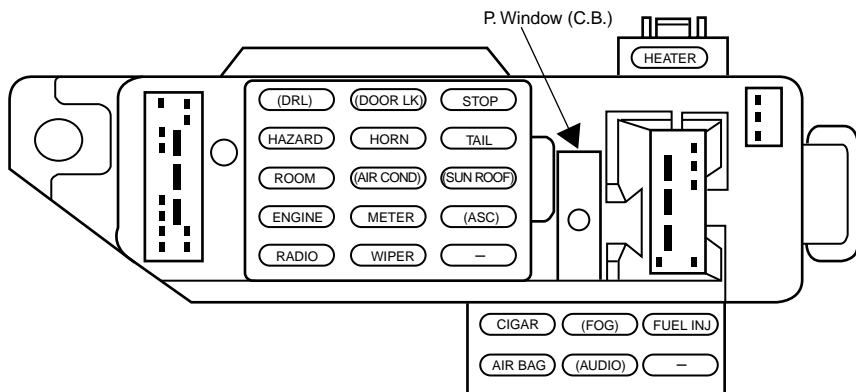 P. Window (C.B.)
HEATER
(DRL) (DOOR LK) STOP
HAZARD HORN TAIL
ROOM (AIR COND) (SUN ROOF)
ENGINE METER (ASC)
RADIO WIPER –
CIGAR (FOG) FUEL INJ
AIR BAG (AUDIO) –